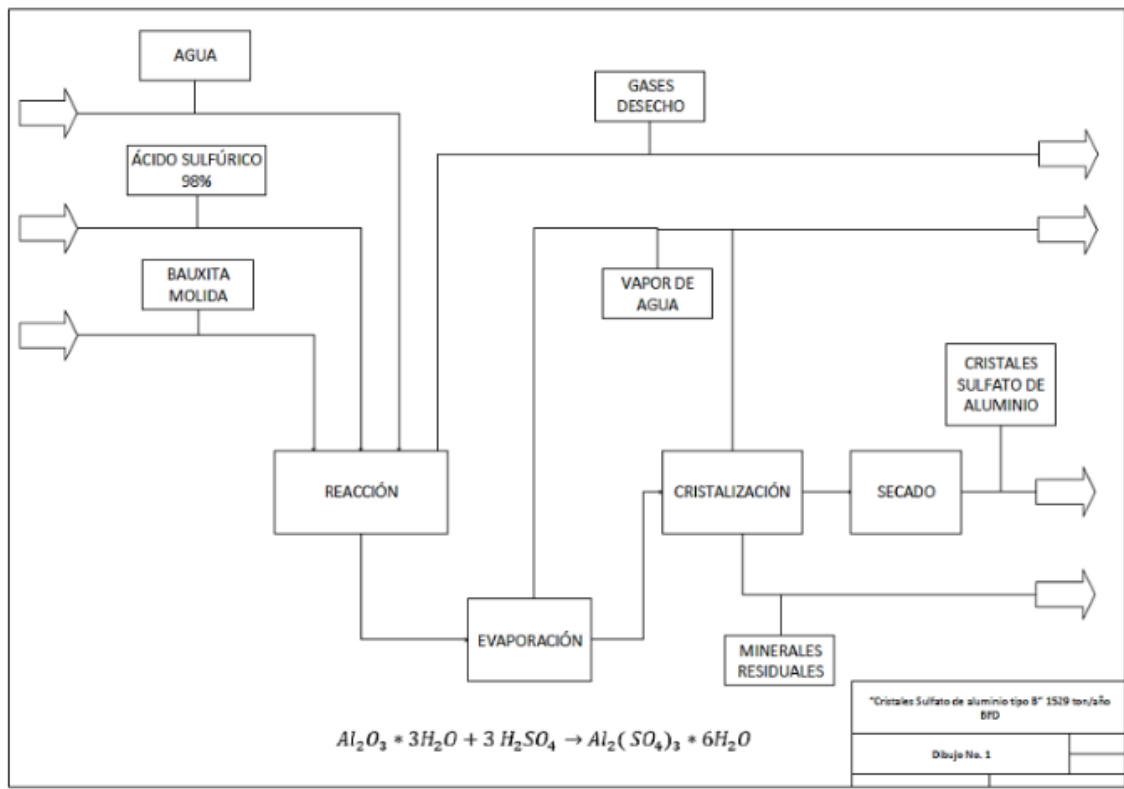 AGUA
ÁCIDO SULFÚRICO
98%
BAUXITA
MOLIDA
GASES
DESECHO
VAPOR DE
AGUA
CRISTALES
SULFATO DE
ALUMINIO
REACCIÓN
CRISTALIZACIÓN
SECADO
EVAPORACIÓN
MINERALES
RESIDUALES
"Cristales Sulfato de aluminio tipo B" 1529 ton/año
BFD
Dibujo No. 1
Al₂O₃ * 3H₂O + 3 H₂SO₄ → Al₂( SO₄)₃ * 6H₂O